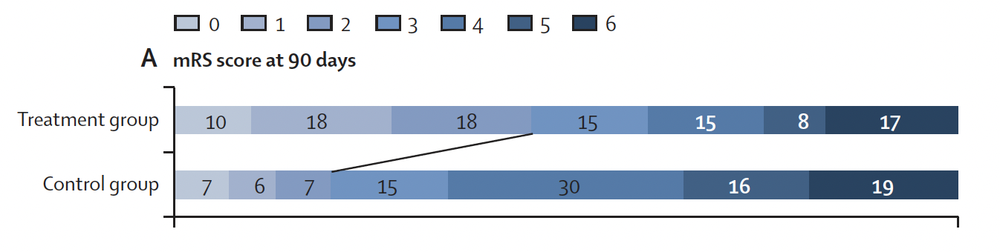 0 1 2 3 4 5 6
A mRS score at 90 days
Treatment group 10 18 18 15 15 8 17
Control group 7 6 7 15 30 16 19